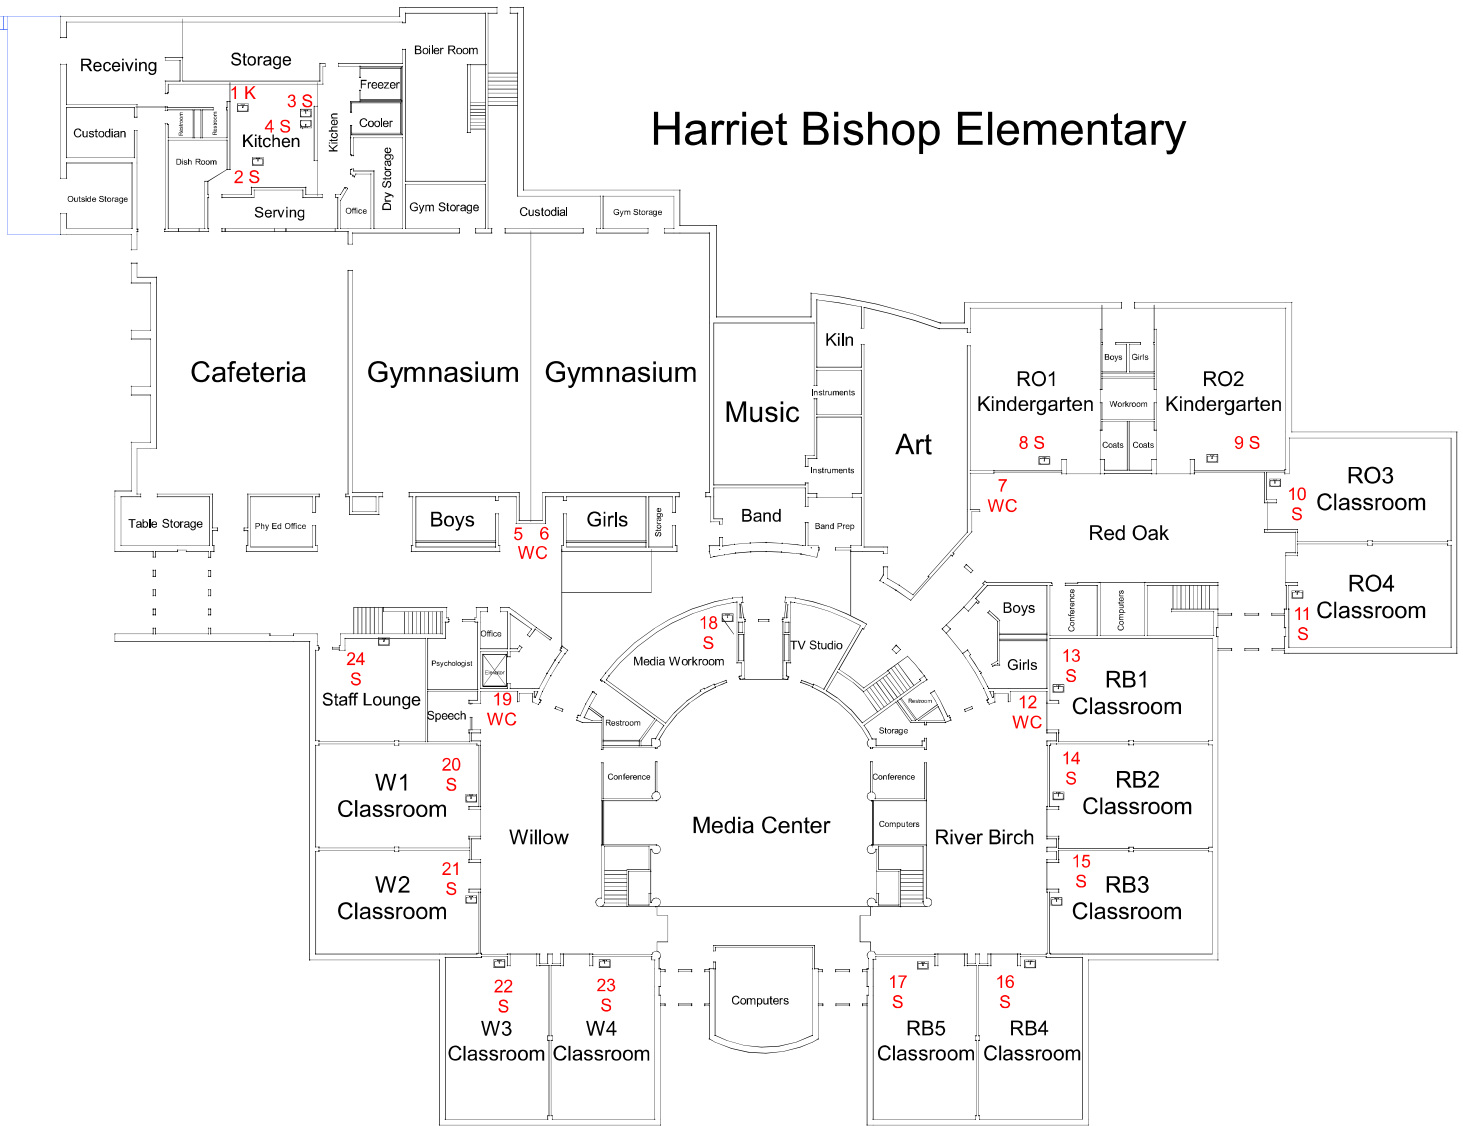 Harriet Bishop Elementary
Receiving
Storage
Boiler Room
Freezer
Cooler
1 K
3 S
4 S
Kitchen
2 S
Kitchen
Custodian
Restroom
Restroom
Dish Room
Dry Storage
Outside Storage
Serving
Office
Gym Storage
Custodial
Gym Storage
Cafeteria
Gymnasium
Gymnasium
Music
Kiln
Instruments
Instruments
Art
RO1
Kindergarten
8 S
Boys
Girls
Workroom
Coats
Coats
RO2
Kindergarten
9 S
RO3
Classroom
10
S
7
WC
Red Oak
RO4
Classroom
11
S
Table Storage
Phy Ed Office
Boys
5
6
WC
Girls
Storage
Band
Band Prep
Boys
Girls
Conference
Computers
Office
Elevator
Psychologist
Speech
24
S
Staff Lounge
19
WC
18
S
Media Workroom
TV Studio
Restroom
Restroom
Storage
12
WC
13
S
RB1
Classroom
W1
Classroom
20
S
Conference
Conference
14
S
RB2
Classroom
Willow
Media Center
Computers
River Birch
W2
Classroom
21
S
15
S
RB3
Classroom
22
S
W3
Classroom
23
S
W4
Classroom
Computers
17
S
RB5
Classroom
16
S
RB4
Classroom